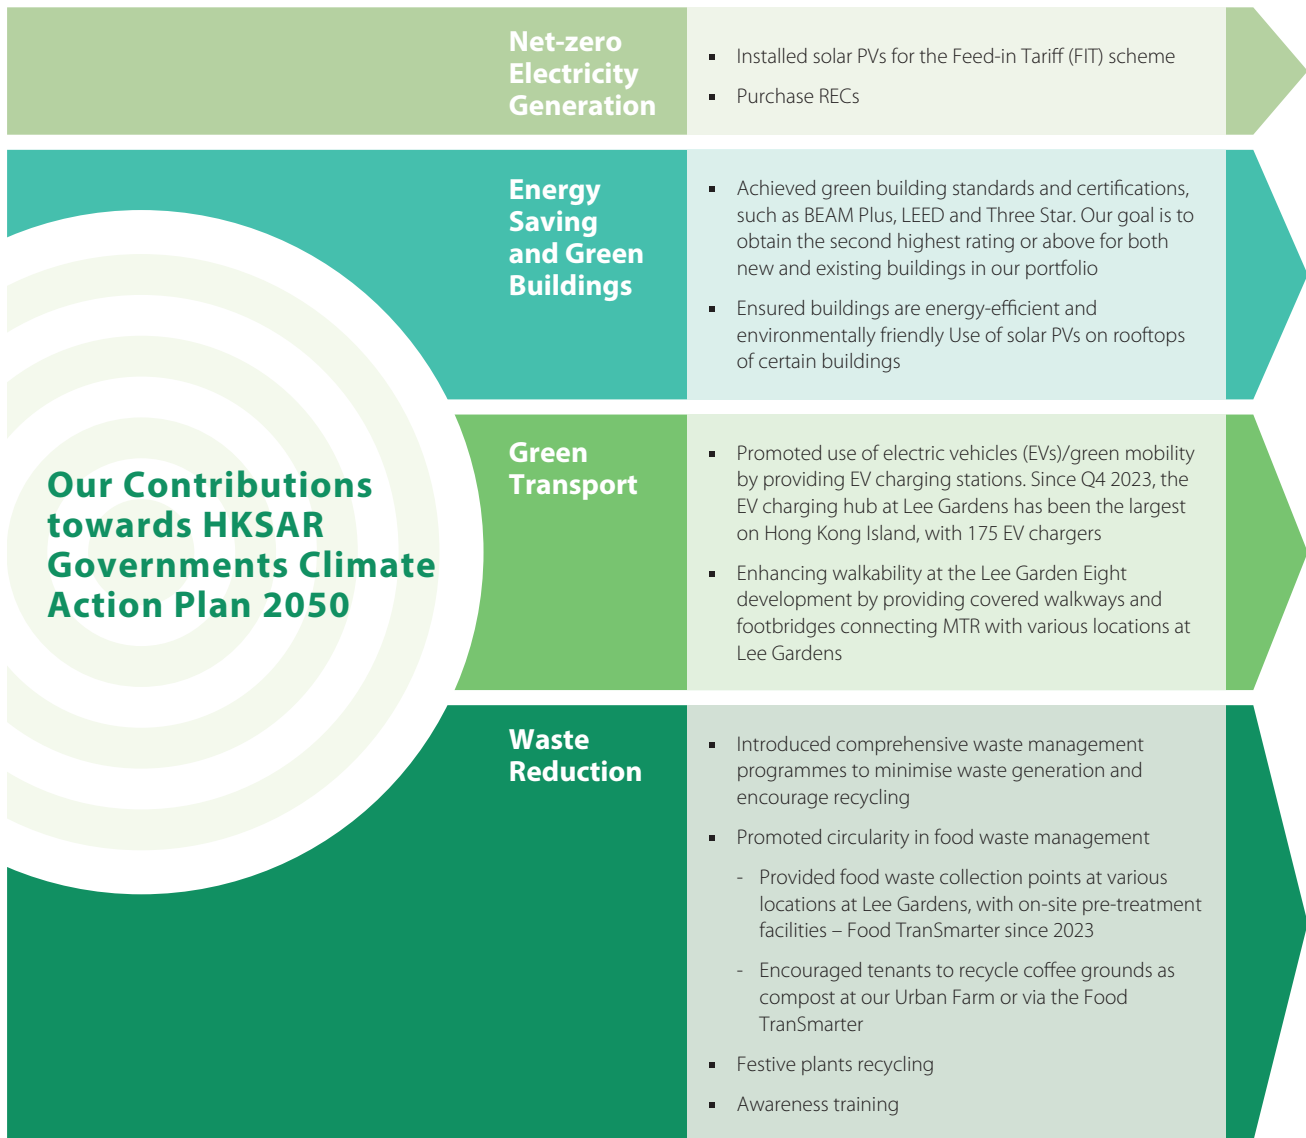 Net-zero
Electricity
Generation
▪ Installed solar PVs for the Feed-in Tariff (FIT) scheme
▪ Purchase RECs
Energy
Saving
and Green
Buildings
▪ Achieved green building standards and certifications,
such as BEAM Plus, LEED and Three Star. Our goal is to
obtain the second highest rating or above for both
new and existing buildings in our portfolio
▪ Ensured buildings are energy-efficient and
environmentally friendly Use of solar PVs on rooftops
of certain buildings
Our Contributions
towards HKSAR
Governments Climate
Action Plan 2050
Green
Transport
▪ Promoted use of electric vehicles (EVs)/green mobility
by providing EV charging stations. Since Q4 2023, the
EV charging hub at Lee Gardens has been the largest
on Hong Kong Island, with 175 EV chargers
▪ Enhancing walkability at the Lee Garden Eight
development by providing covered walkways and
footbridges connecting MTR with various locations at
Lee Gardens
Waste
Reduction
▪ Introduced comprehensive waste management
programmes to minimise waste generation and
encourage recycling
▪ Promoted circularity in food waste management
- Provided food waste collection points at various
locations at Lee Gardens, with on-site pre-treatment
facilities – Food TranSmarter since 2023
- Encouraged tenants to recycle coffee grounds as
compost at our Urban Farm or via the Food
TranSmarter
▪ Festive plants recycling
▪ Awareness training